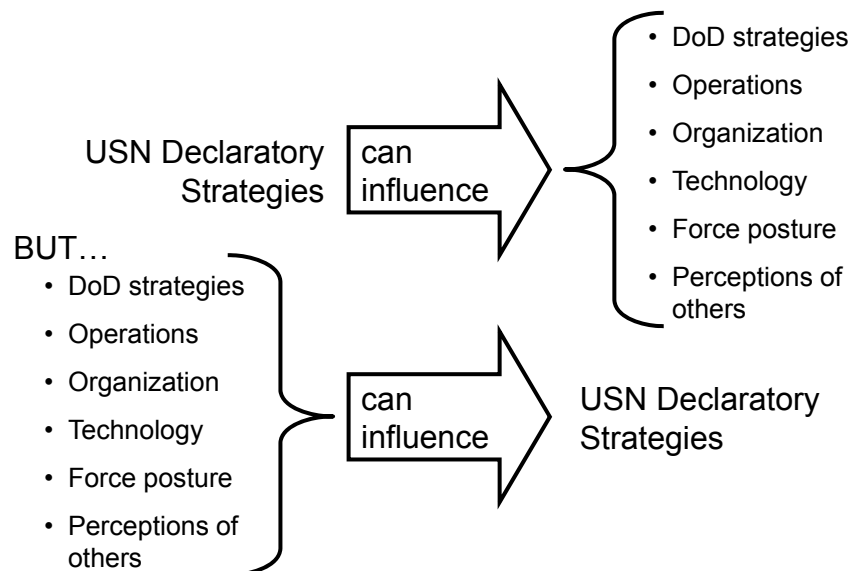 USN Declaratory
Strategies
can
influence
• DoD strategies
• Operations
• Organization
• Technology
• Force posture
• Perceptions of
others
BUT…
• DoD strategies
• Operations
• Organization
• Technology
• Force posture
• Perceptions of
others
can
influence
USN Declaratory
Strategies